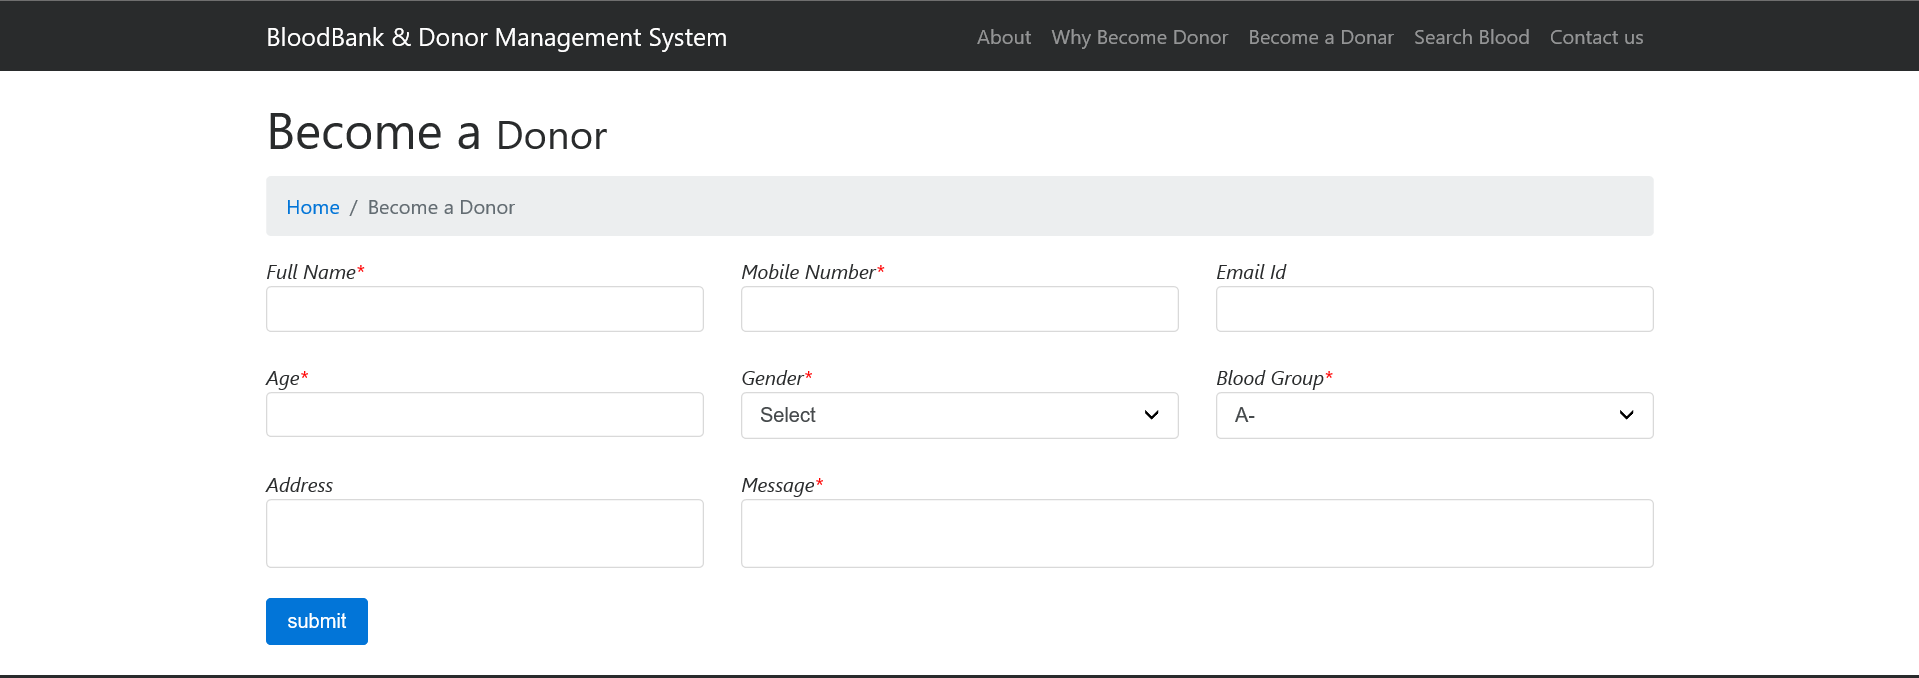 BloodBank & Donor Management System About Why Become Donor Become a Donar Search Blood Contact us
Become a Donor
Home / Become a Donor
Full Name* Mobile Number* Email Id
Age* Gender* Blood Group*
Select A-
Address Message*
submit